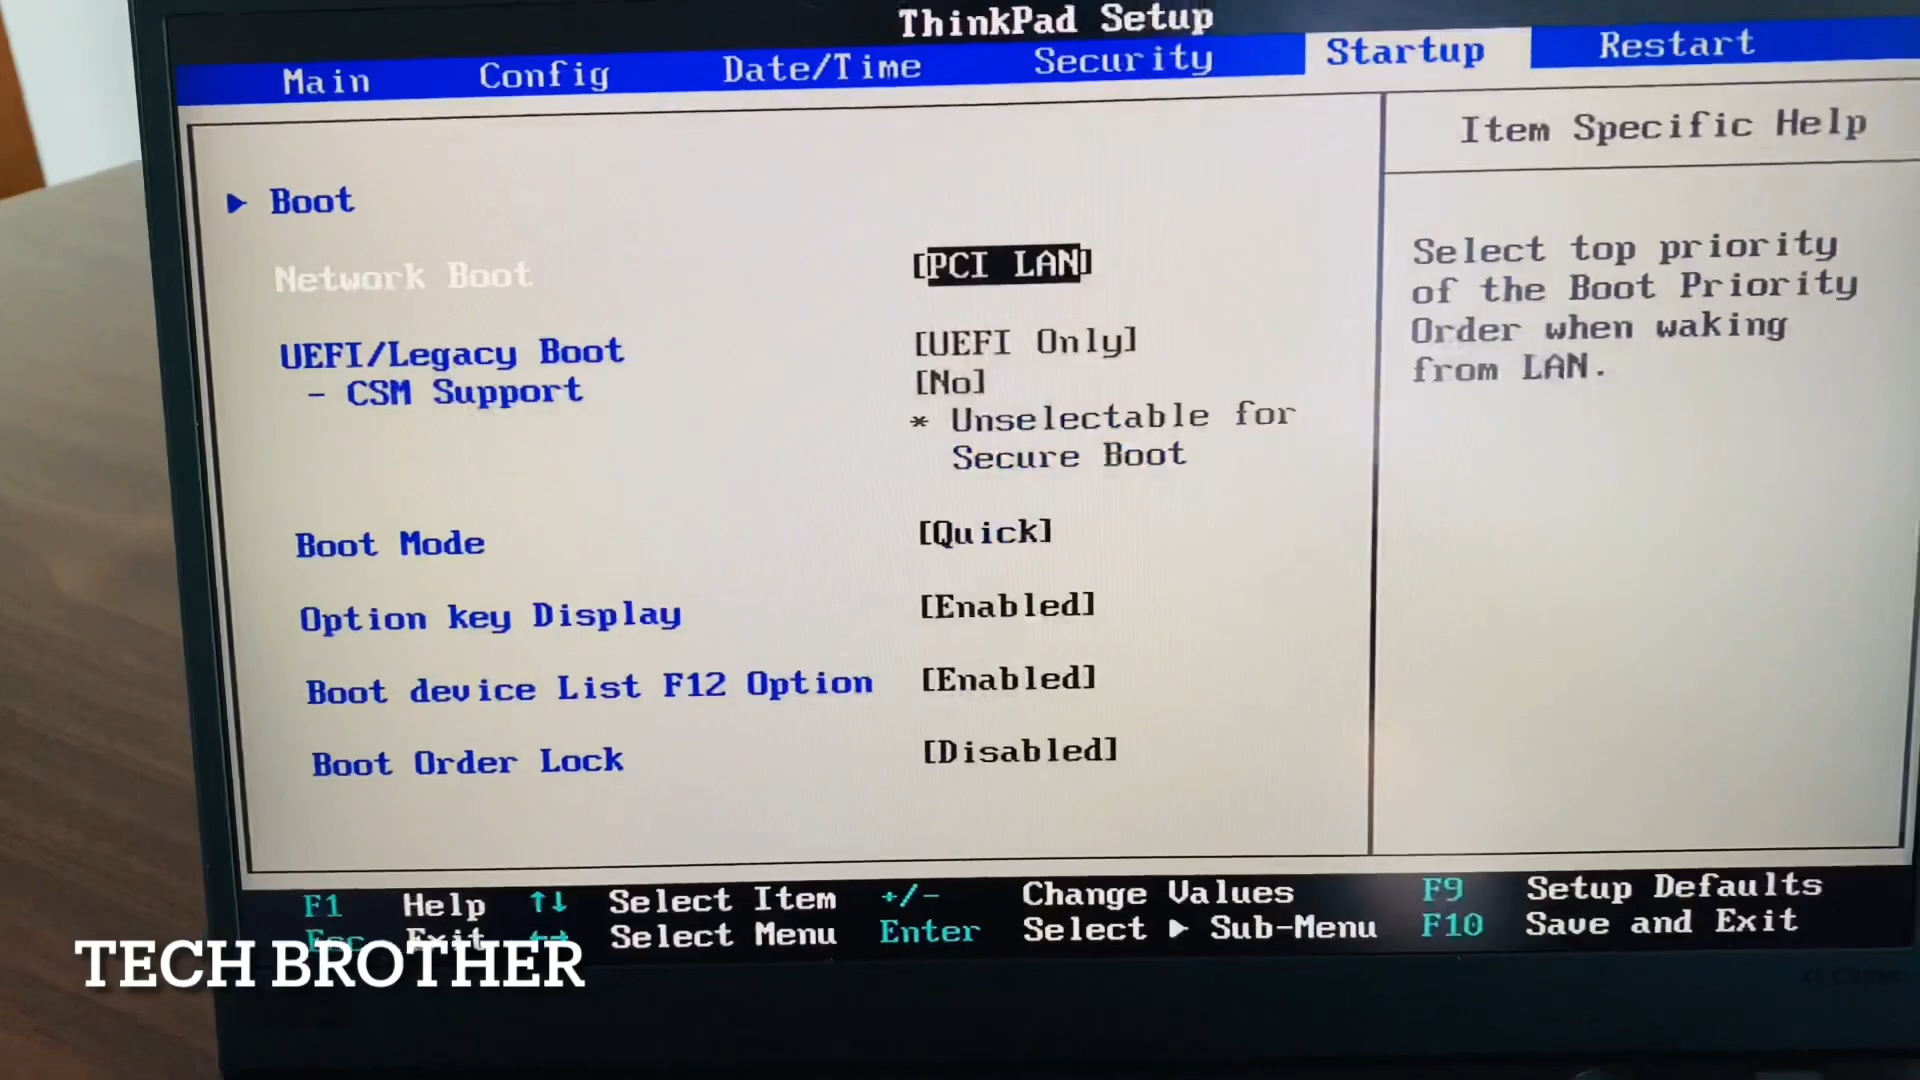 ThinkPad Setup
Main Config Date/Time Security Startup Restart
Item Specific Help
▶ Boot
Network Boot [PCI LAN]
UEFI/Legacy Boot [UEFI Only]
- CSM Support [No]
* Unselectable for
Secure Boot
Boot Mode [Quick]
Option key Display [Enabled]
Boot device List F12 Option [Enabled]
Boot Order Lock [Disabled]
Select top priority
of the Boot Priority
Order when waking
from LAN.
F1 Help ↑↓ Select Item +/- Change Values F9 Setup Defaults
Esc Exit ←→ Select Menu Enter Select ▶ Sub-Menu F10 Save and Exit
TECH BROTHER